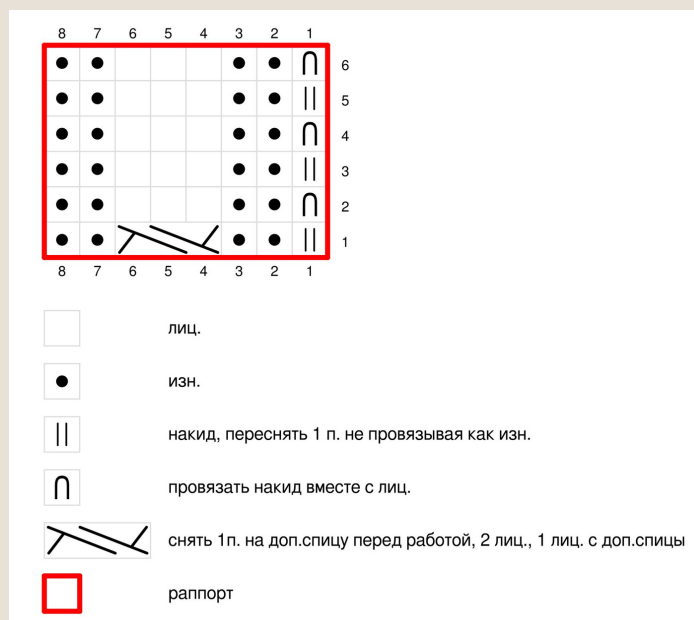 8 7 6 5 4 3 2 1
6
5
4
3
2
1
8 7 6 5 4 3 2 1
лиц.
изн.
накид, переснять 1 п. не провязывая как изн.
провязать накид вместе с лиц.
снять 1п. на доп.спицу перед работой, 2 лиц., 1 лиц. с доп.спицы
раппорт